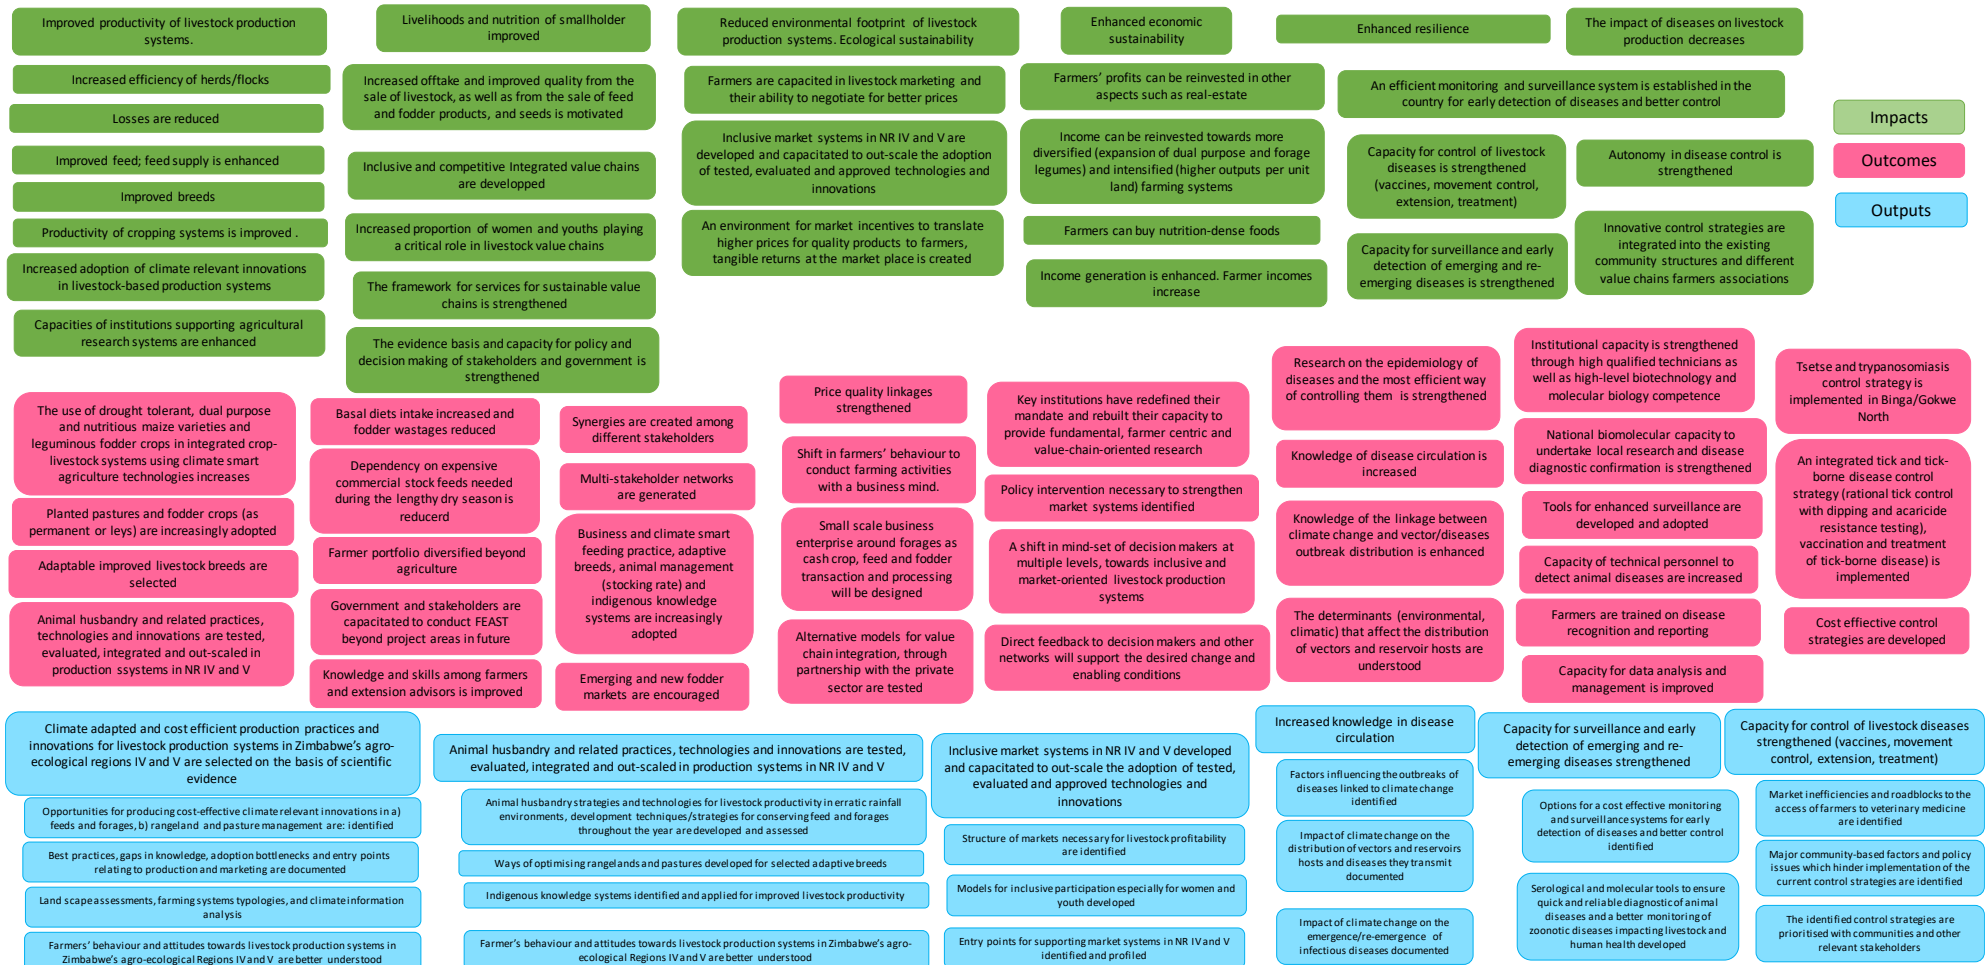 Improved productivity of livestock production
systems.
Livelihoods and nutrition of smallholder
improved
Reduced environmental footprint of livestock
production systems. Ecological sustainability
Enhanced economic
sustainability
Enhanced resilience
The impact of diseases on livestock
production decreases
Increased efficiency of herds/flocks
Losses are reduced
Improved feed; feed supply is enhanced
Improved breeds
Productivity of cropping systems is improved .
Increased adoption of climate relevant innovations
in livestock-based production systems
Capacities of institutions supporting agricultural
research systems are enhanced
Increased offtake and improved quality from the
sale of livestock, as well as from the sale of feed
and fodder products, and seeds is motivated
Inclusive and competitive Integrated value chains
are developped
Increased proportion of women and youths playing
a critical role in livestock value chains
The framework for services for sustainable value
chains is strengthened
The evidence basis and capacity for policy and
decision making of stakeholders and government is
strengthened
Farmers are capacited in livestock marketing and
their ability to negotiate for better prices
Inclusive market systems in NR IV and V are
developed and capacitated to out-scale the adoption
of tested, evaluated and approved technologies and
innovations
An environment for market incentives to translate
higher prices for quality products to farmers,
tangible returns at the market place is created
Farmers' profits can be reinvested in other
aspects such as real-estate
Income can be reinvested towards more
diversified (expansion of dual purpose and forage
legumes) and intensified (higher outputs per unit
land) farming systems
Farmers can buy nutrition-dense foods
Income generation is enhanced. Farmer incomes
increase
An efficient monitoring and surveillance system is established in the
country for early detection of diseases and better control
Capacity for control of livestock
diseases is strengthened
(vaccines, movement control,
extension, treatment)
Capacity for surveillance and early
detection of emerging and re-
emerging diseases is strengthened
Autonomy in disease control is
strengthened
Innovative control strategies are
integrated into the existing
community structures and different
value chains farmers associations
Impacts
Outcomes
Outputs
The use of drought tolerant, dual purpose
and nutritious maize varieties and
leguminous fodder crops in integrated crop-
livestock systems using climate smart
agriculture technologies increases
Planted pastures and fodder crops (as
permanent or leys) are increasingly adopted
Adaptable improved livestock breeds are
selected
Animal husbandry and related practices,
technologies and innovations are tested,
evaluated, integrated and out-scaled in
production ssystems in NR IV and V
Basal diets intake increased and
fodder wastages reduced
Dependency on expensive
commercial stock feeds needed
during the lengthy dry season is
reducerd
Farmer portfolio diversified beyond
agriculture
Government and stakeholders are
capacitated to conduct FEAST
beyond project areas in future
Knowledge and skills among farmers
and extension advisors is improved
Synergies are created among
different stakeholders
Multi-stakeholder networks
are generated
Business and climate smart
feeding practice, adaptive
breeds, animal management
(stocking rate) and
indigenous knowledge
systems are increasingly
adopted
Emerging and new fodder
markets are encouraged
Price quality linkages
strengthened
Shift in farmers' behaviour to
conduct farming activities
with a business mind.
Small scale business
enterprise around forages as
cash crop, feed and fodder
transaction and processing
will be designed
Alternative models for value
chain integration, through
partnership with the private
sector are tested
Key institutions have redefined their
mandate and rebuilt their capacity to
provide fundamental, farmer centric and
value-chain-oriented research
Policy intervention necessary to strengthen
market systems identified
A shift in mind-set of decision makers at
multiple levels, towards inclusive and
market-oriented livestock production
systems
Direct feedback to decision makers and other
networks will support the desired change and
enabling conditions
Research on the epidemiology of
diseases and the most efficient way
of controlling them is strengthened
Knowledge of disease circulation is
increased
Knowledge of the linkage between
climate change and vector/diseases
outbreak distribution is enhanced
The determinants (environmental,
climatic) that affect the distribution
of vectors and reservoir hosts are
understood
Institutional capacity is strengthened
through high qualified technicians as
well as high-level biotechnology and
molecular biology competence
National biomolecular capacity to
undertake local research and disease
diagnostic confirmation is strengthened
Tools for enhanced surveillance are
developed and adopted
Capacity of technical personnel to
detect animal diseases are increased
Farmers are trained on disease
recognition and reporting
Capacity for data analysis and
management is improved
Tsetse and trypanosomiasis
control strategy is
implemented in Binga/Gokwe
North
An integrated tick and tick-
borne disease control
strategy (rational tick control
with dipping and acaricide
resistance testing),
vaccination and treatment
of tick-borne disease) is
implemented
Cost effiective control
strategies are developed
Climate adapted and cost efficient production practices and
innovations for livestock production systems in Zimbabwe's agro-
ecological regions IV and V are selected on the basis of scientific
evidence
Opportunities for producing cost-effective climate relevant innovations in a)
feeds and forages, b) rangeland and pasture management are: identified
Best practices, gaps in knowledge, adoption bottlenecks and entry points
relating to production and marketing are documented
Land scape assessments, farming systems typologies, and climate information
analysis
Farmers' behaviour and attitudes towards livestock production systems in
Zimbabwe's agro-ecological Regions IV and V are better understood
Animal husbandry and related practices, technologies and innovations are tested,
evaluated, integrated and out-scaled in production systems in NR IV and V
Animal husbandry strategies and technologies for livestock productivity in erratic rainfall
environments, development techniques/strategies for conserving feed and forages
throughout the year are developed and assessed
Ways of optimising rangelands and pastures developed for selected adaptive breeds
Indigenous knowledge systems identified and applied for improved livestock productivity
Farmer's behaviour and attitudes towards livestock production systems in Zimbabwe's agro-
ecological Regions IV and V are better understood
Inclusive market systems in NR IV and V developed
and capacitated to out-scale the adoption of tested,
evaluated and approved technologies and
innovations
Structure of markets necessary for livestock profitability
are identified
Models for inclusive participation especially for women and
youth developed
Entry points for supporting market systems in NR IV and V
identified and profiled
Increased knowledge in disease
circulation
Factors influencing the outbreaks of
diseases linked to climate change
identified
Impact of climate change on the
distribution of vectors and reservoirs
hosts and diseases they transmit
documented
Impact of climate change on the
emergence/re-emergence of
infectious diseases documented
Capacity for surveillance and early
detection of emerging and re-
emerging diseases strengthened
Options for a cost effective monitoring
and surveillance systems for early
detection of diseases and better control
identified
Serological and molecular tools to ensure
quick and reliable diagnostic of animal
diseases and a better monitoring of
zoonotic diseases impacting livestock and
human health developed
Capacity for control of livestock diseases
strengthened (vaccines, movement
control, extension, treatment)
Market inefficiencies and roadblocks to the
access of farmers to veterinary medicine
are identified
Major community-based factors and policy
issues which hinder implementation of the
current control strategies are identified
The identified control strategies are
prioritised with communities and other
relevant stakeholders